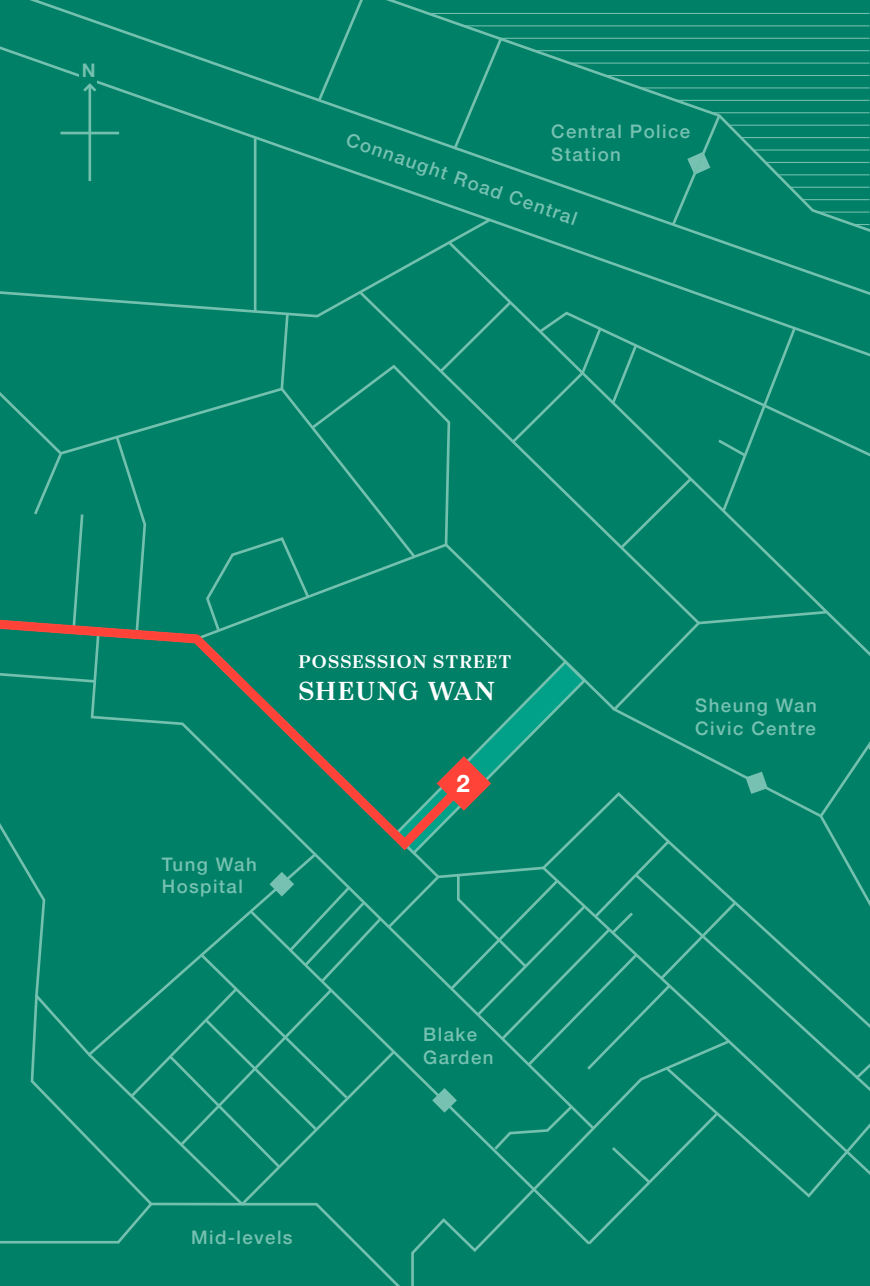 N
Central Police
Station
Connaught Road Central
POSSESSION STREET
SHEUNG WAN
Sheung Wan
Civic Centre
2
Tung Wah
Hospital
Blake
Garden
Mid-levels